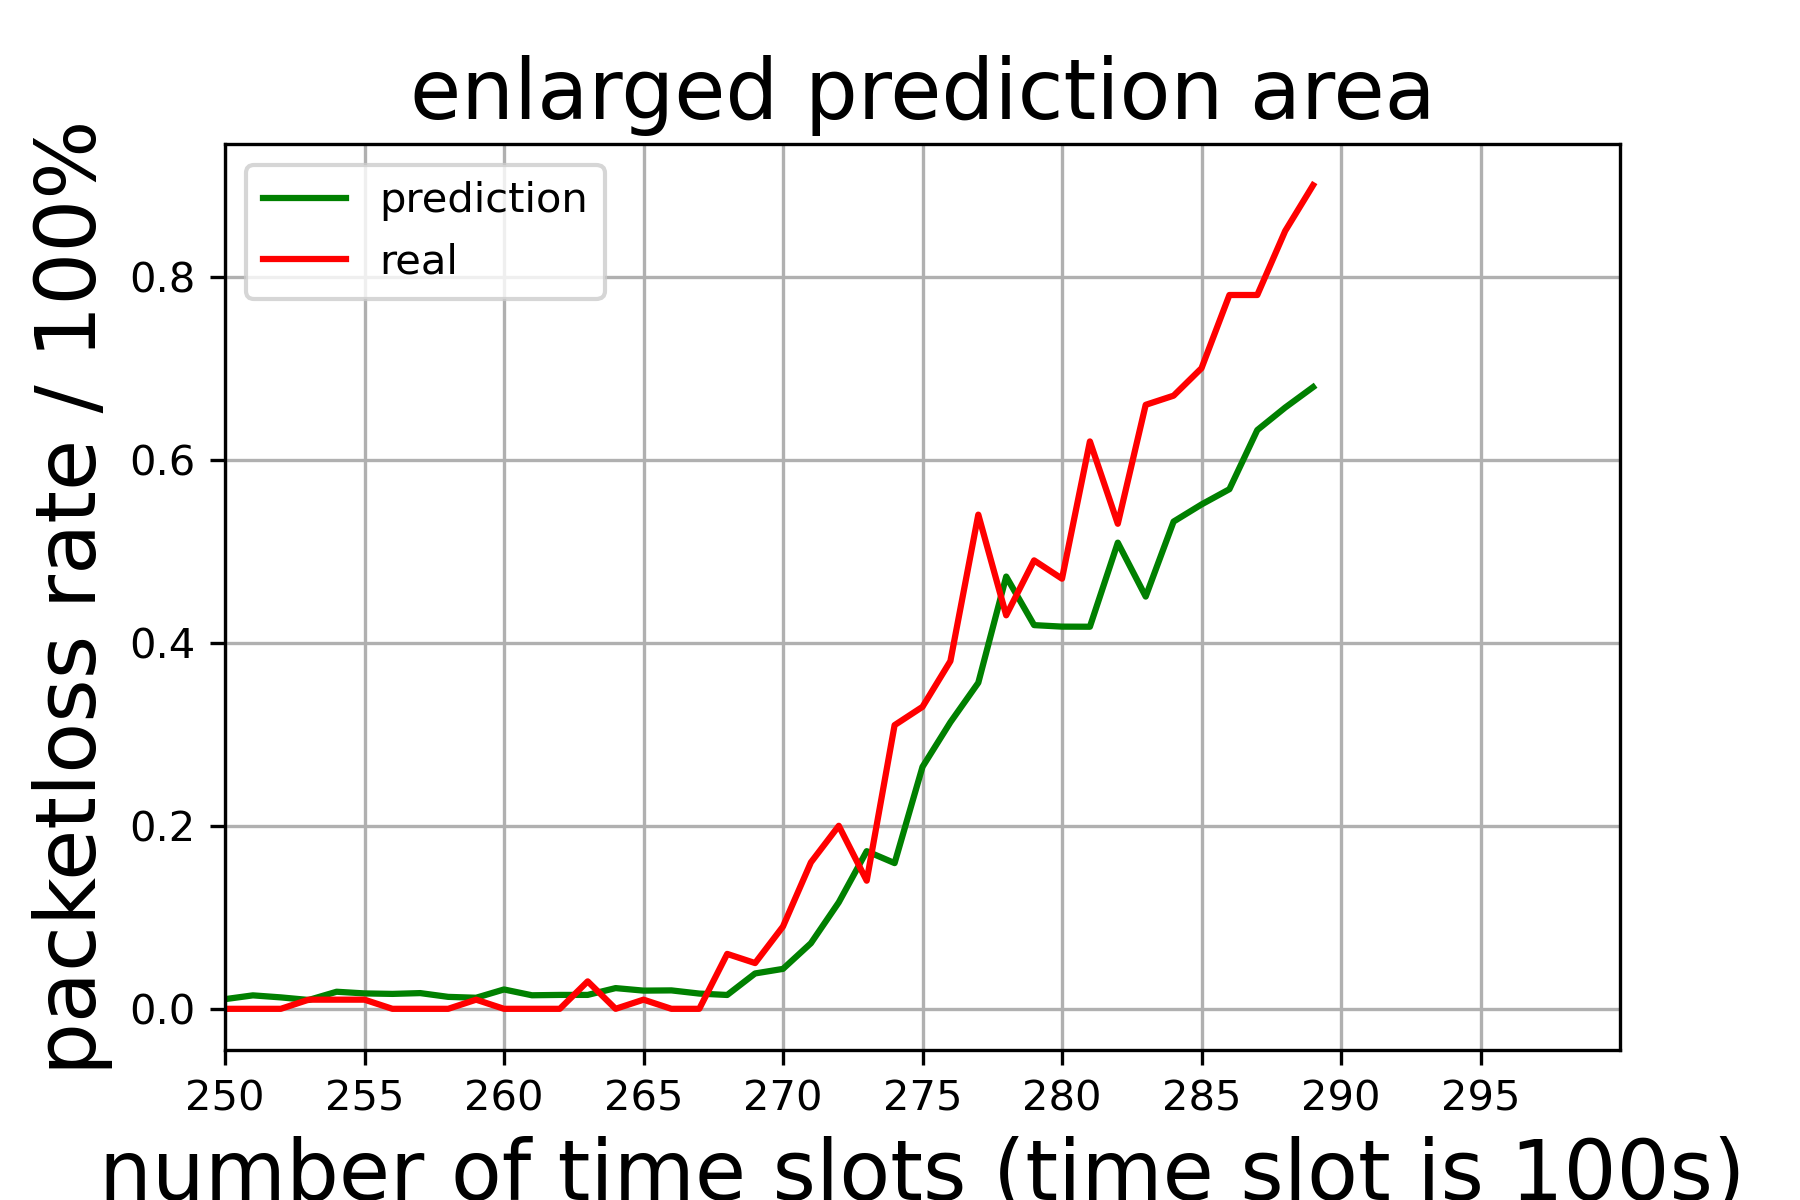 enlarged prediction area
packetloss rate / 100%
prediction
real
0.8
0.6
0.4
0.2
0.0
250 255 260 265 270 275 280 285 290 295
number of time slots (time slot is 100s)